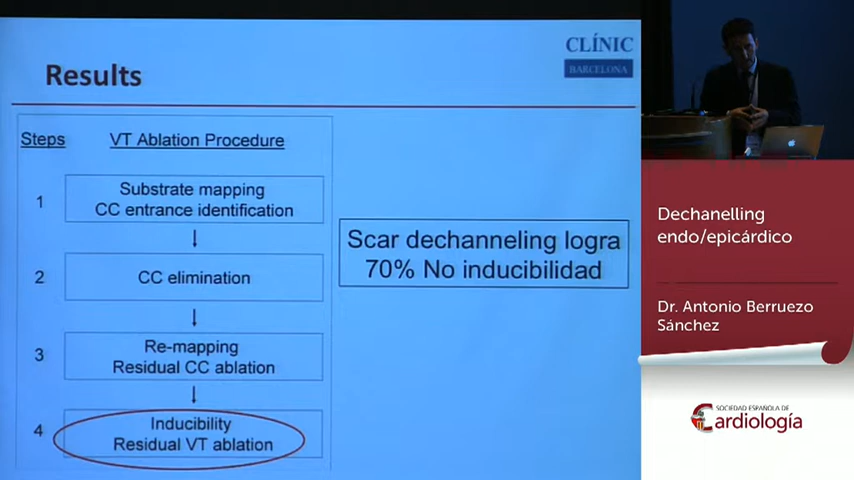 CLÍNIC
BARCELONA
Results
Steps
VT Ablation Procedure
1
Substrate mapping
CC entrance identification
2
CC elimination
3
Re-mapping
Residual CC ablation
4
Inducibility
Residual VT ablation
Scar dechanneling logra
70% No inducibilidad
Dechanelling
endo/epicárdico
Dr. Antonio Berruezo
Sánchez
SOCIEDAD ESPAÑOLA DE
Cardiología